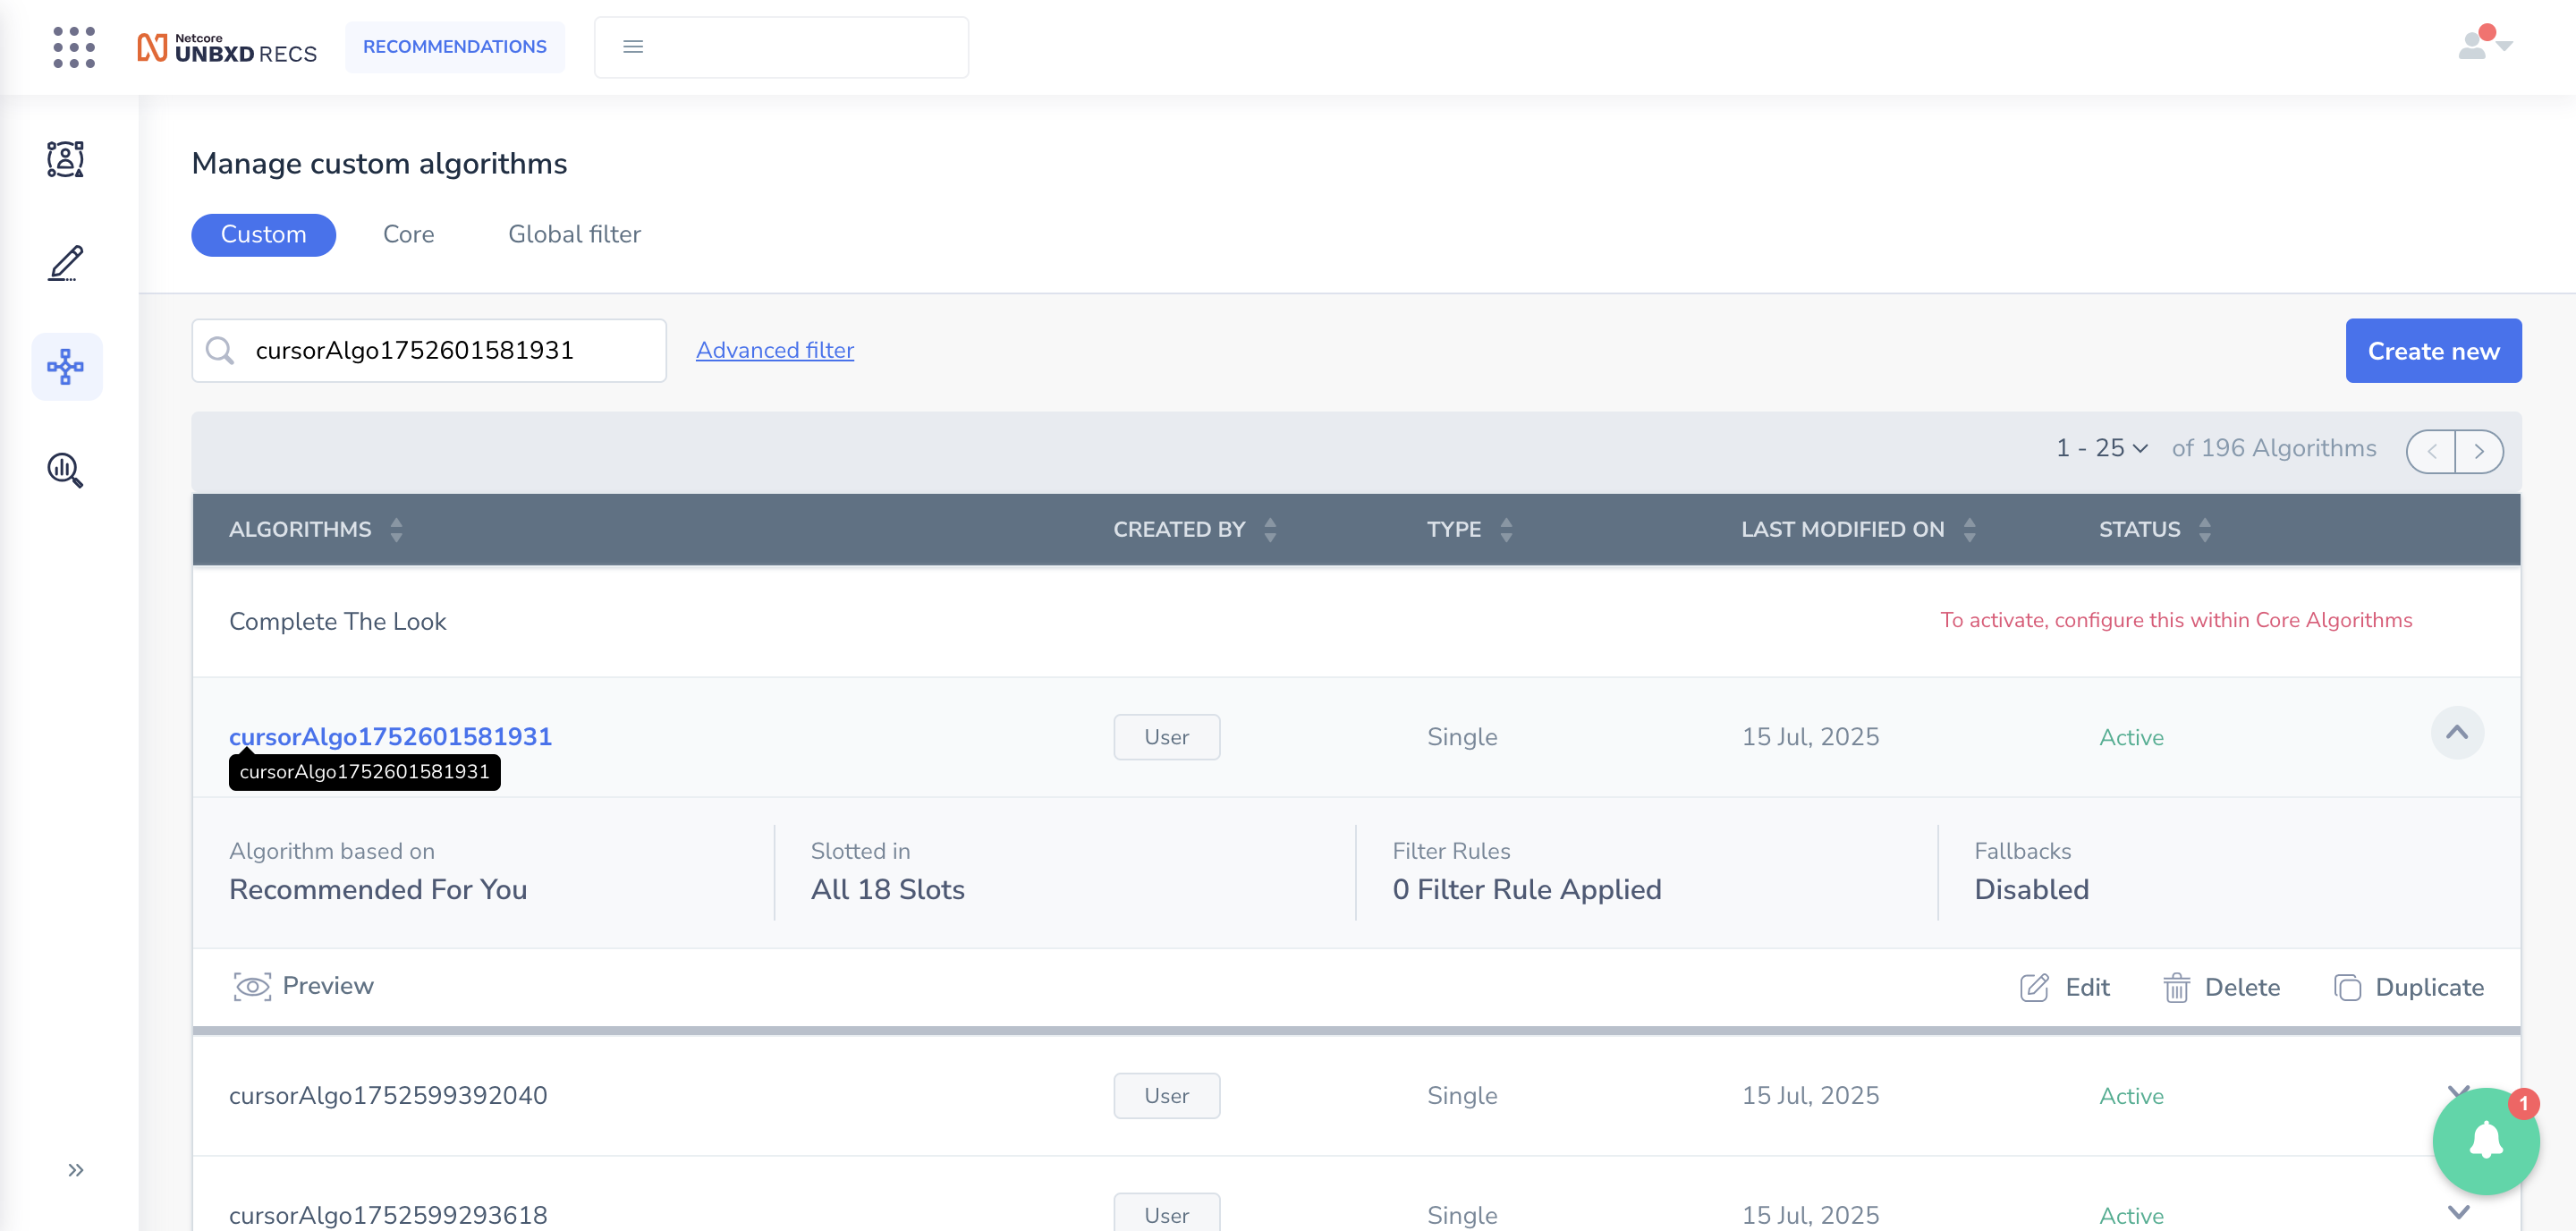 Netcore
UNBXD RECS
RECOMMENDATIONS
Manage custom algorithms
Custom Core Global filter
cursorAlgo1752601581931 Advanced filter Create new
1 - 25 of 196 Algorithms
ALGORITHMS CREATED BY TYPE LAST MODIFIED ON STATUS
Complete The Look To activate, configure this within Core Algorithms
cursorAlgo1752601581931 User Single 15 Jul, 2025 Active
cursorAlgo1752601581931
Algorithm based on Slotted in Filter Rules Fallbacks
Recommended For You All 18 Slots 0 Filter Rule Applied Disabled
Preview Edit Delete Duplicate
cursorAlgo1752599392040 User Single 15 Jul, 2025 Active
1
cursorAlgo1752599293618 User Single 15 Jul, 2025 Active